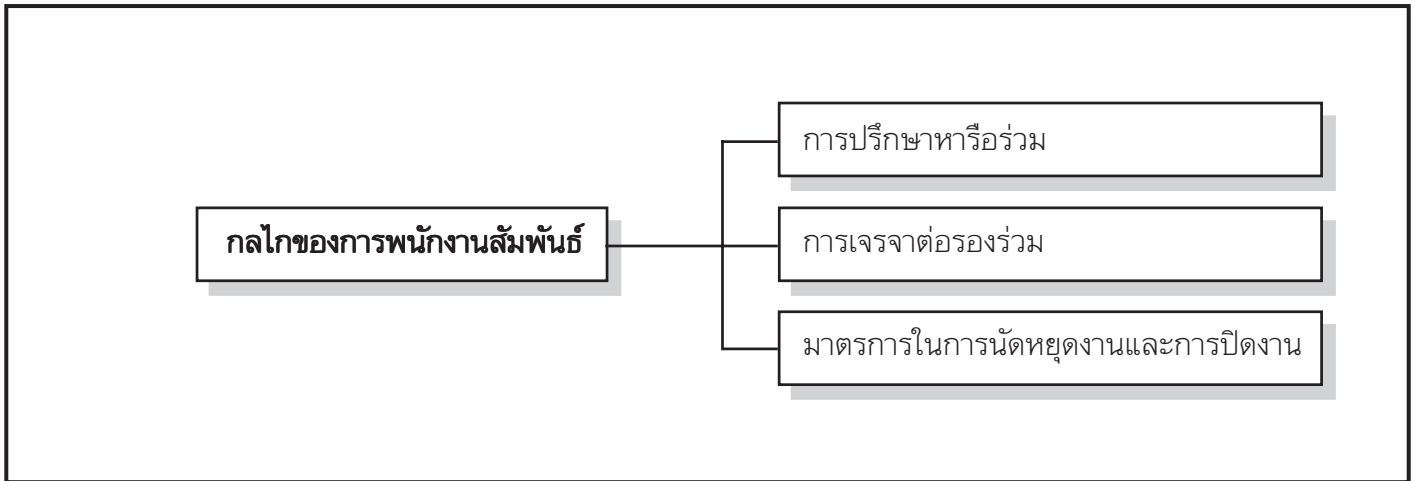 การปรึกษาหารือร่วม
กลไกของการพนักงานสัมพันธ์
การเจรจาต่อรองร่วม
มาตรการในการนัดหยุดงานและการปิดงาน